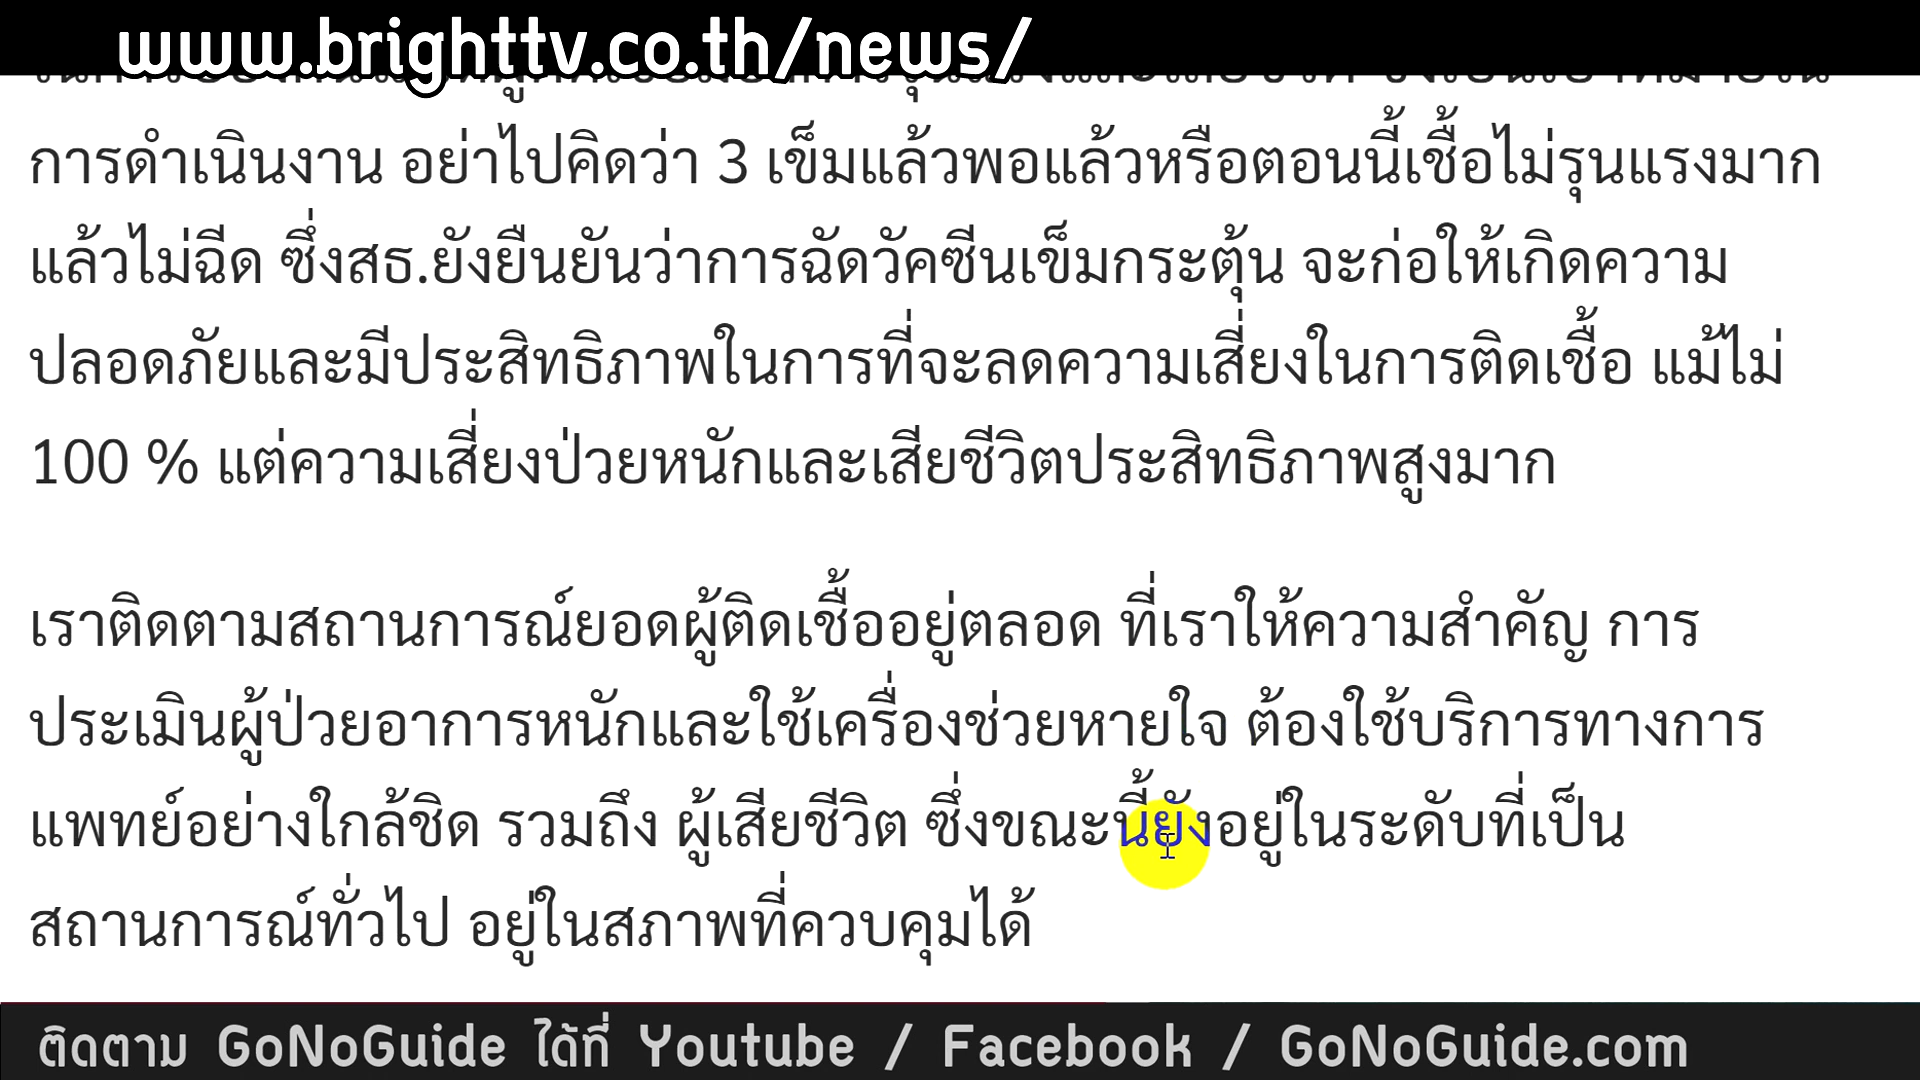 www.brighttv.co.th/news/
การดำเนินงาน อย่าไปคิดว่า 3 เข็มแล้วพอแล้วหรือตอนนี้เชื้อไม่รุนแรงมาก
แล้วไม่ฉีด ซึ่งสธ.ยังยืนยันว่าการฉัดวัคซีนเข็มกระตุ้น จะก่อให้เกิดความ
ปลอดภัยและมีประสิทธิภาพในการที่จะลดความเสี่ยงในการติดเชื้อ แม้ไม่
100 % แต่ความเสี่ยงป่วยหนักและเสียชีวิตประสิทธิภาพสูงมาก
เราติดตามสถานการณ์ยอดผู้ติดเชื้ออยู่ตลอด ที่เราให้ความสำคัญ การ
ประเมินผู้ป่วยอาการหนักและใช้เครื่องช่วยหายใจ ต้องใช้บริการทางการ
แพทย์อย่างใกล้ชิด รวมถึง ผู้เสียชีวิต ซึ่งขณะนี้ยังอยู่ในระดับที่เป็น
สถานการณ์ทั่วไป อยู่ในสภาพที่ควบคุมได้
ติดตาม GoNoGuide ได้ที่ Youtube / Facebook / GoNoGuide.com